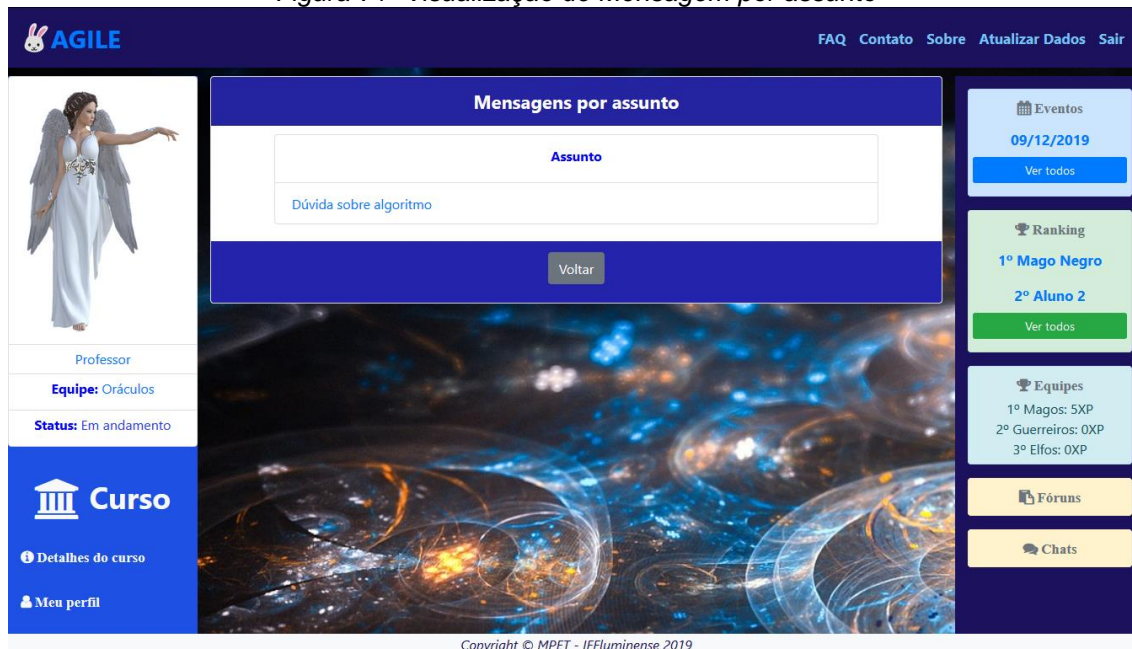 AGILE
FAQ Contato Sobre Atualizar Dados Sair
Mensagens por assunto
Assunto
Dúvida sobre algoritmo
Voltar
Professor
Equipe: Oráculos
Status: Em andamento
Curso
Detalhes do curso
Meu perfil
Eventos
09/12/2019
Ver todos
Ranking
1º Mago Negro
2º Aluno 2
Ver todos
Equipes
1º Magos: 5XP
2º Guerreiros: 0XP
3º Elfos: 0XP
Fóruns
Chats
Copyright © MPET - IFFluminense 2019